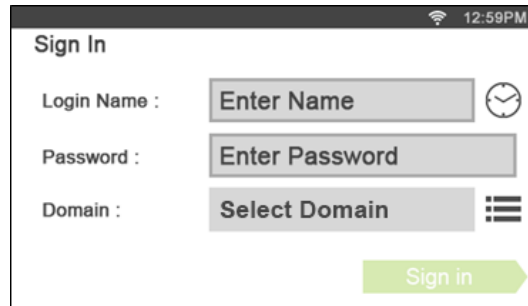 12:59PM
Sign In
Login Name : Enter Name
Password : Enter Password
Domain : Select Domain
Sign in